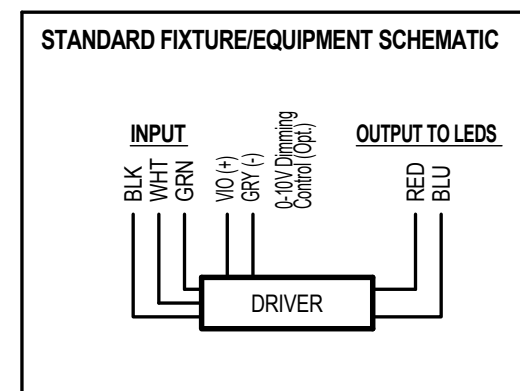 STANDARD FIXTURE/EQUIPMENT SCHEMATIC
INPUT
OUTPUT TO LEDS
BLK
WHT
GRN
VIO (+)
GRY (-)
0-10V Dimming
Control (Opt.)
RED
BLU
DRIVER